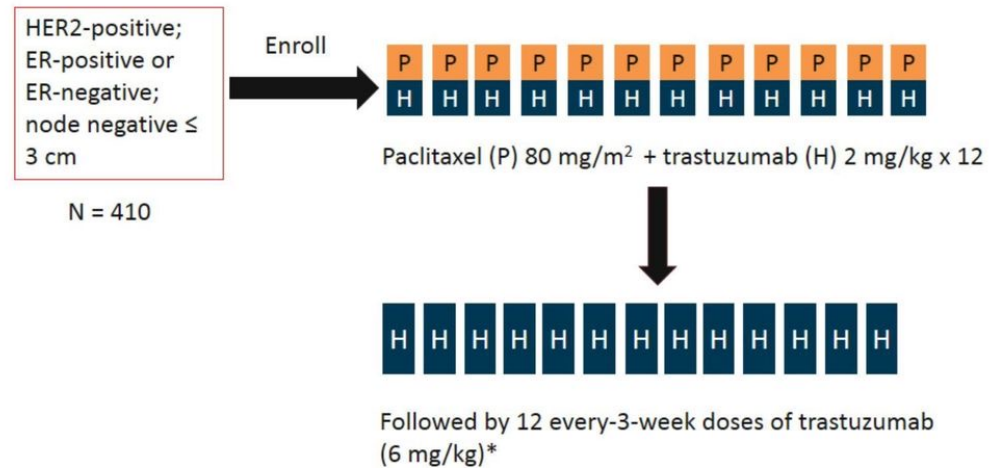 HER2-positive;
ER-positive or
ER-negative;
node negative ≤
3 cm
N = 410
Enroll
P P P P P P P P P P P P
H H H H H H H H H H H H
Paclitaxel (P) 80 mg/m² + trastuzumab (H) 2 mg/kg x 12
H H H H H H H H H H H H H
Followed by 12 every-3-week doses of trastuzumab
(6 mg/kg)*